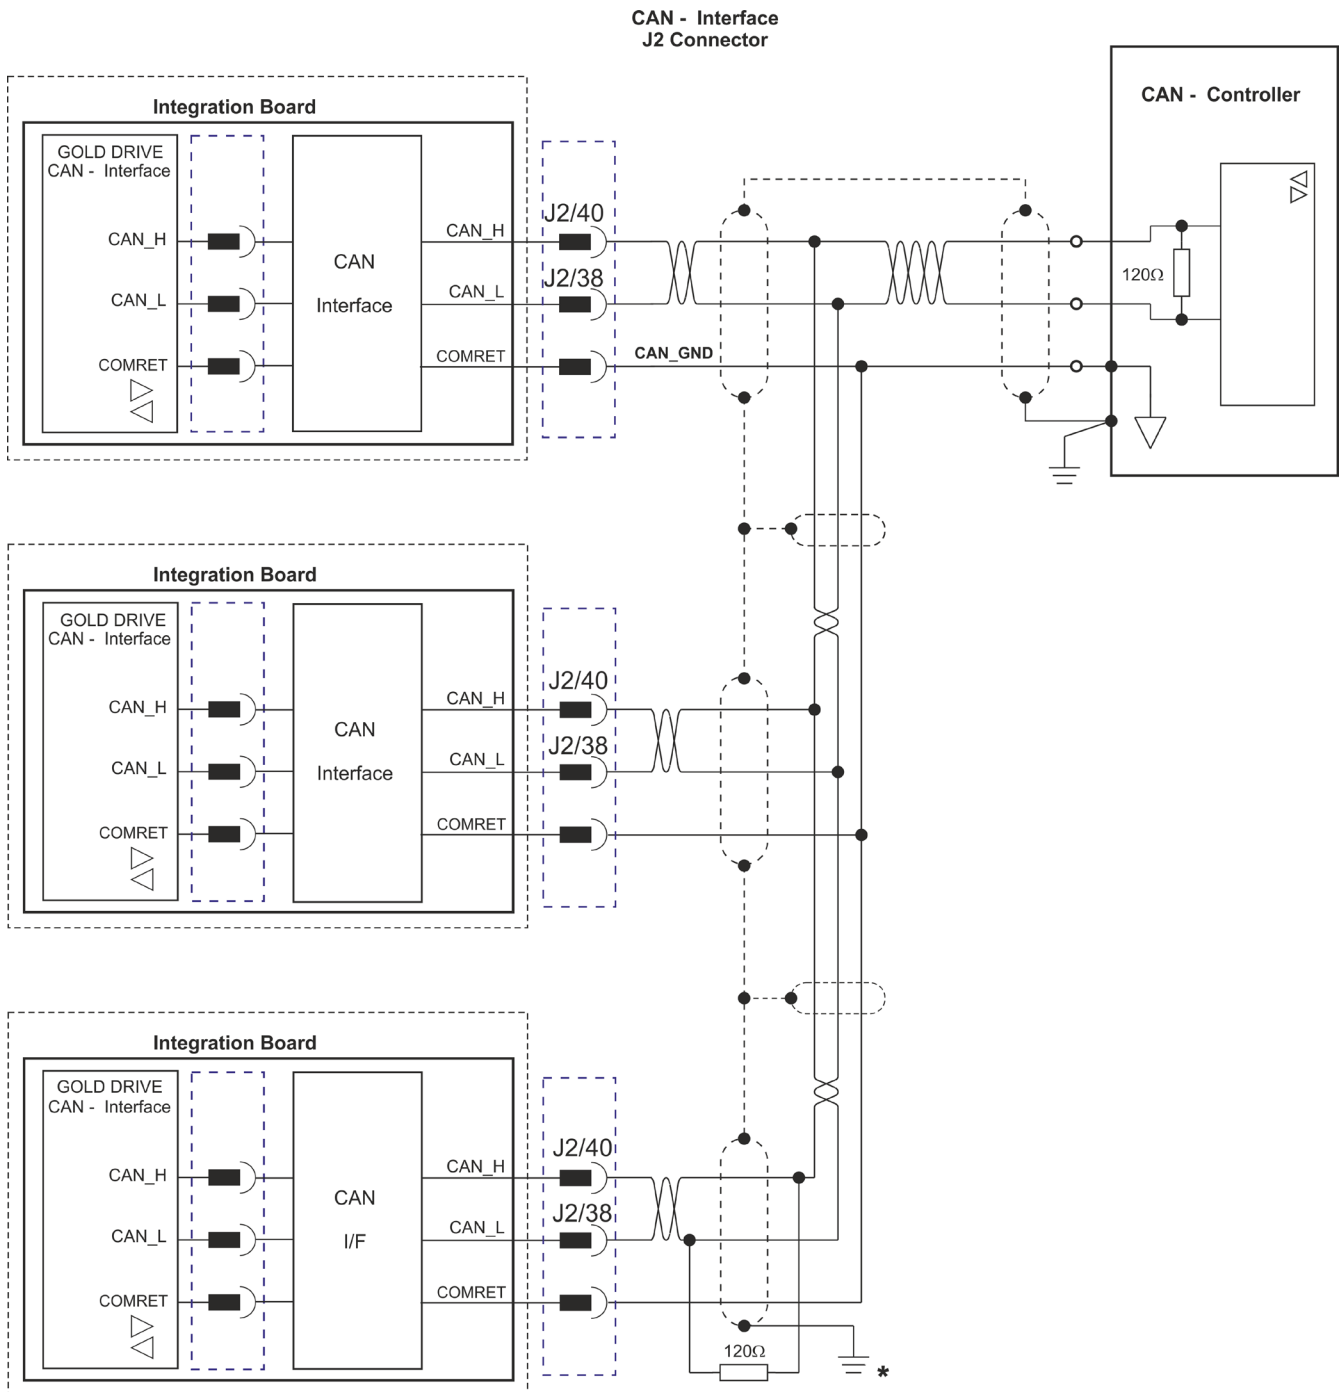 CAN - Interface
J2 Connector
CAN - Controller
120Ω
Integration Board
GOLD DRIVE
CAN - Interface
CAN_H
CAN_L
COMRET
CAN
Interface
CAN_H
CAN_L
COMRET
J2/40
J2/38
CAN_GND
Integration Board
GOLD DRIVE
CAN - Interface
CAN_H
CAN_L
COMRET
CAN
Interface
CAN_H
CAN_L
COMRET
J2/40
J2/38
Integration Board
GOLD DRIVE
CAN - Interface
CAN_H
CAN_L
COMRET
CAN
I/F
CAN_H
CAN_L
COMRET
J2/40
J2/38
120Ω
*